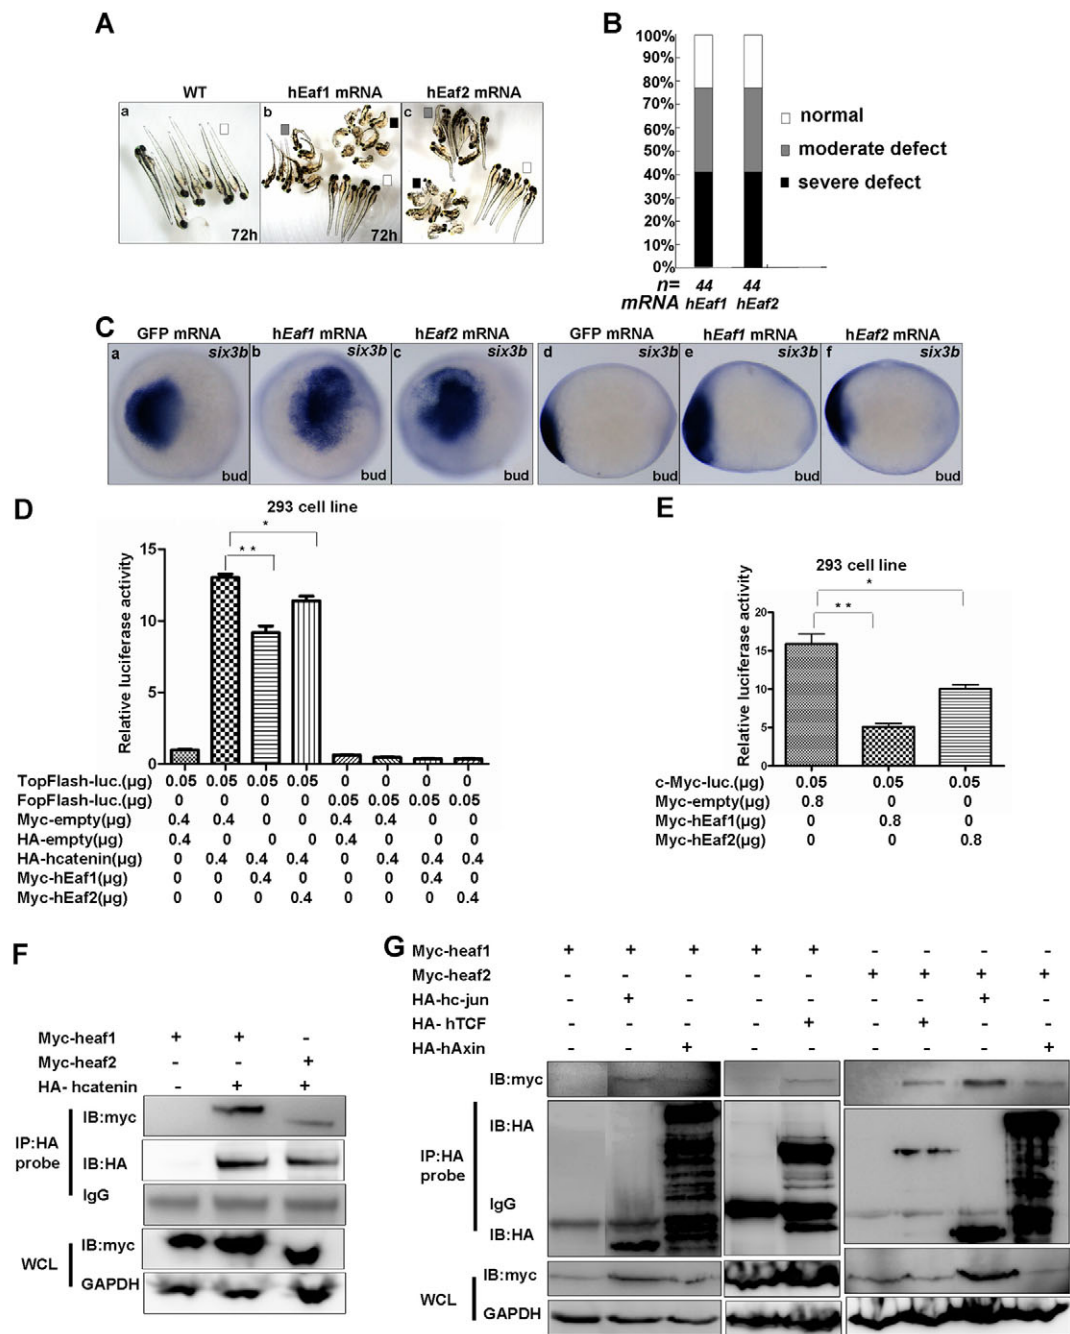 A
WT
hEaf1 mRNA
hEaf2 mRNA
a
b
c
72h
72h
B
100%
90%
80%
70%
60%
50%
40%
30%
20%
10%
0%
normal
moderate defect
severe defect
n= 44 44
mRNA hEaf1 hEaf2
C
GFP mRNA hEaf1 mRNA hEaf2 mRNA GFP mRNA hEaf1 mRNA hEaf2 mRNA
a six3b b six3b c six3b d six3b e six3b f six3b
bud bud bud bud bud bud
D
293 cell line
*
* *
Relative luciferase activity
15
10
5
0
TopFlash-luc.(µg) 0.05 0.05 0.05 0.05 0 0 0 0
FopFlash-luc.(µg) 0 0 0 0 0.05 0.05 0.05 0.05
Myc-empty(µg) 0.4 0.4 0 0 0.4 0.4 0 0
HA-empty(µg) 0.4 0 0 0 0.4 0 0 0
HA-hcatenin(µg) 0 0.4 0.4 0.4 0 0.4 0.4 0.4
Myc-hEaf1(µg) 0 0 0.4 0 0 0 0.4 0
Myc-hEaf2(µg) 0 0 0 0.4 0 0 0 0.4
E
293 cell line
*
* *
Relative luciferase activity
20
15
10
5
0
c-Myc-luc.(µg) 0.05 0.05 0.05
Myc-empty(µg) 0.8 0 0
Myc-hEaf1(µg) 0 0.8 0
Myc-hEaf2(µg) 0 0 0.8
F
Myc-heaf1 + + -
Myc-heaf2 - - +
HA- hcatenin - + +
IP:HA probe
IB:myc
IB:HA
IgG
WCL
IB:myc
GAPDH
G
Myc-heaf1 + + + + + - - - -
Myc-heaf2 - - - - - + + + +
HA-hc-jun - + - - - - - + -
HA- hTCF - - - - + - + - -
HA-hAxin - - + - - - - - +
IB:myc
IP:HA probe
IB:HA
IgG
IB:HA
WCL
IB:myc
GAPDH